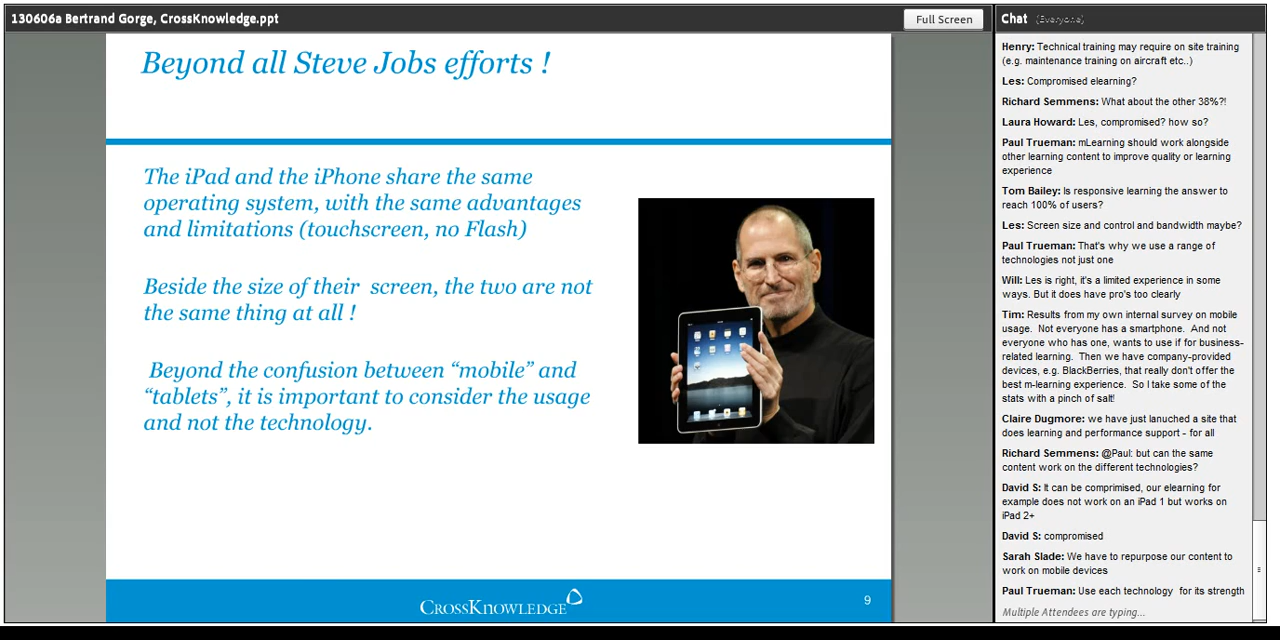 130606a Bertrand Gorge, CrossKnowledge.ppt
Full Screen
Beyond all Steve Jobs efforts !
The iPad and the iPhone share the same
operating system, with the same advantages
and limitations (touchscreen, no Flash)
Beside the size of their screen, the two are not
the same thing at all !
Beyond the confusion between “mobile” and
“tablets”, it is important to consider the usage
and not the technology.
CROSSKNOWLEDGE
9
Chat (Everyone)
Henry: Technical training may require on site training
(e.g. maintenance training on aircraft etc..)
Les: Compromised elearning?
Richard Semmens: What about the other 38%?!
Laura Howard: Les, compromised? how so?
Paul Trueman: mLearning should work alongside
other learning content to improve quality or learning
experience
Tom Bailey: Is responsive learning the answer to
reach 100% of users?
Les: Screen size and control and bandwidth maybe?
Paul Trueman: That's why we use a range of
technologies not just one
Will: Les is right, it's a limited experience in some
ways. But it does have pro's too clearly
Tim: Results from my own internal survey on mobile
usage. Not everyone has a smartphone. And not
everyone who has one, wants to use if for business-
related learning. Then we have company-provided
devices, e.g. BlackBerries, that really don't offer the
best m-learning experience. So I take some of the
stats with a pinch of salt!
Claire Dugmore: we have just lanuched a site that
does learning and performance support - for all
Richard Semmens: @Paul: but can the same
content work on the different technologies?
David S: It can be comprimised, our elearning for
example does not work on an iPad 1 but works on
iPad 2+
David S: compromised
Sarah Slade: We have to repurpose our content to
work on mobile devices
Paul Trueman: Use each technology for its strength
Multiple Attendees are typing...